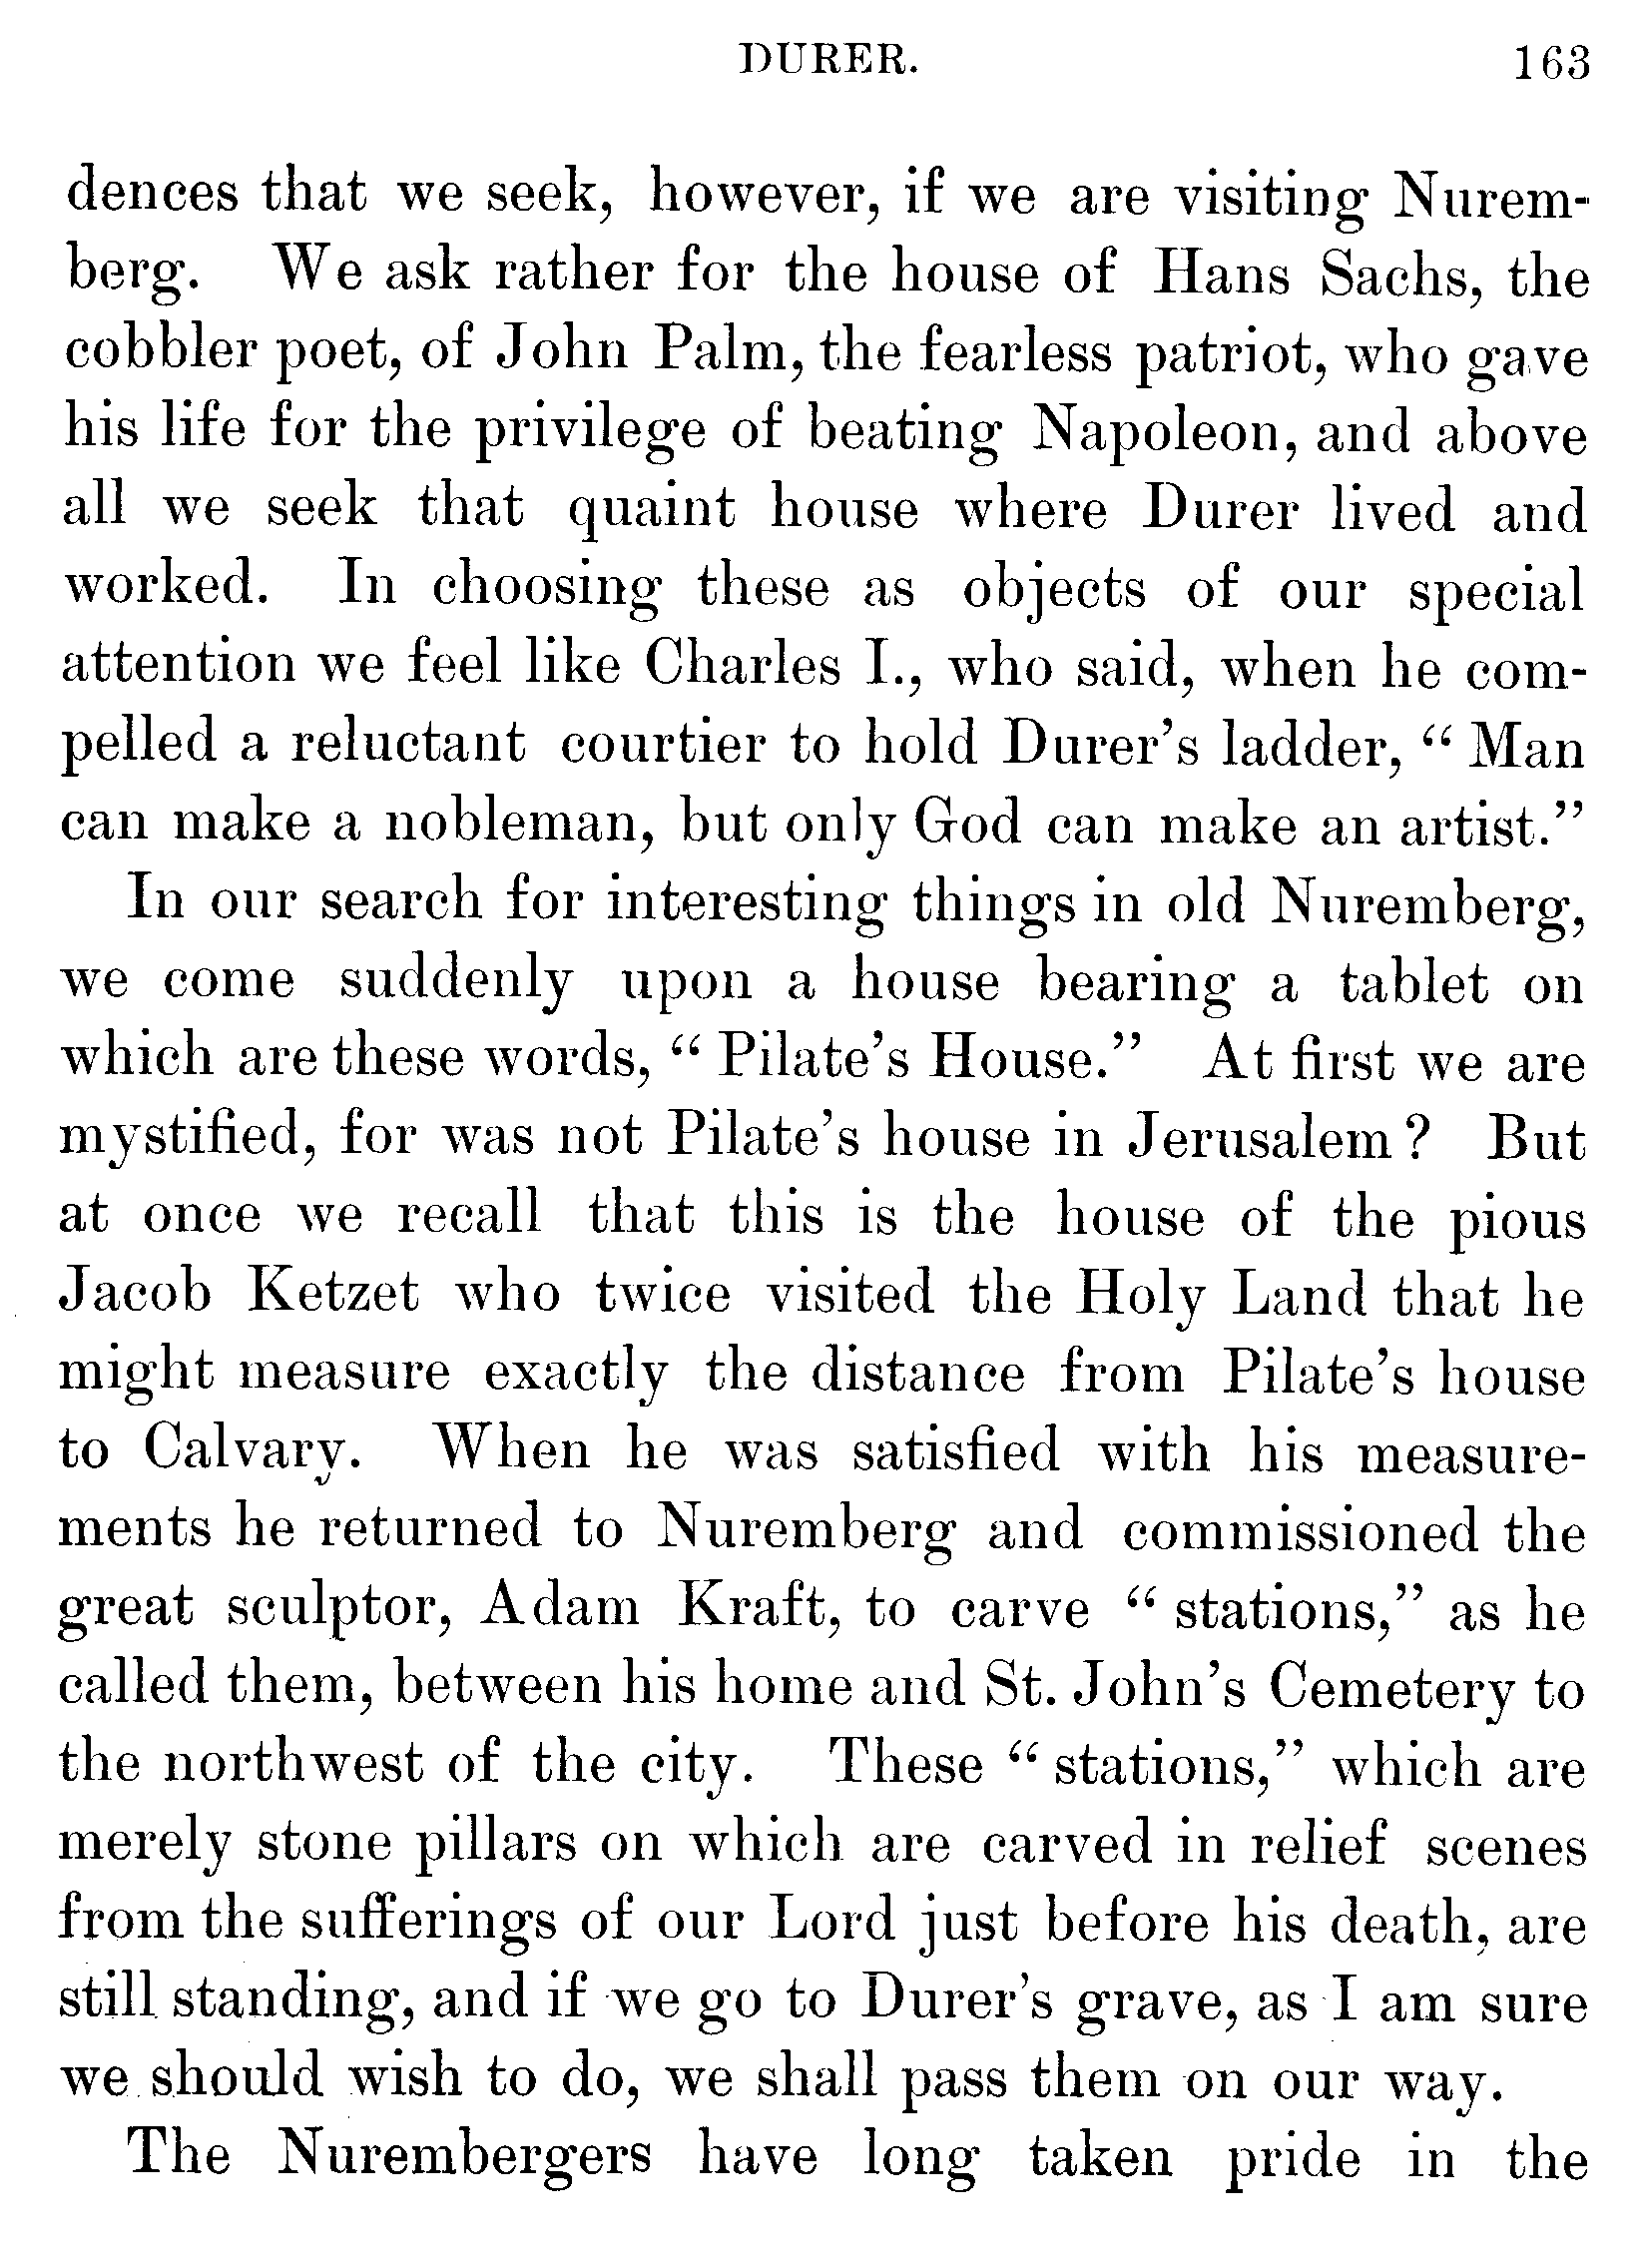 DURER. 163
dences that we seek, however, if we are visiting Nurem-
berg. We ask rather for the house of Hans Sachs, the
cobbler poet, of John Palm, the fearless patriot, who gave
his life for the privilege of beating Napoleon, and above
all we seek that quaint house where Durer lived and
worked. In choosing these as objects of our special
attention we feel like Charles I., who said, when he com-
pelled a reluctant courtier to hold Durer's ladder, " Man
can make a nobleman, but only God can make an artist."
In our search for interesting things in old Nuremberg,
we come suddenly upon a house bearing a tablet on
which are these words, " Pilate's House." At first we are
mystified, for was not Pilate's house in Jerusalem? But
at once we recall that this is the house of the pious
Jacob Ketzet who twice visited the Holy Land that he
might measure exactly the distance from Pilate's house
to Calvary. When he was satisfied with his measure-
ments he returned to Nuremberg and commissioned the
great sculptor, Adam Kraft, to carve " stations," as he
called them, between his home and St. John's Cemetery to
the northwest of the city. These " stations," which are
merely stone pillars on which are carved in relief scenes
from the sufferings of our Lord just before his death, are
still standing, and if we go to Durer's grave, as I am sure
we should wish to do, we shall pass them on our way.
The Nurembergers have long taken pride in the